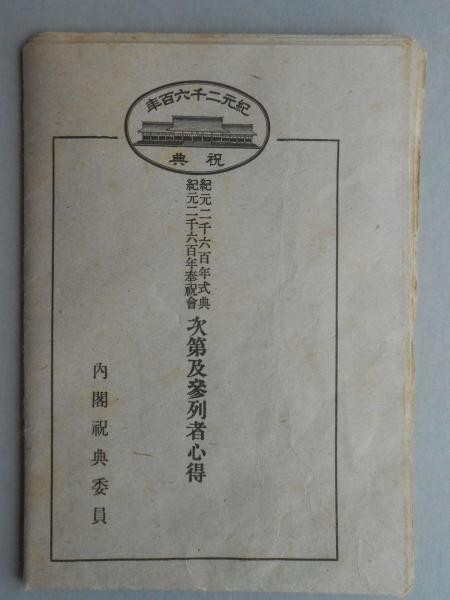 紀元二千六百年
祝典
紀元二千六百年式典
紀元二千六百年奉祝會
次第及參列者心得
內閣祝典委員